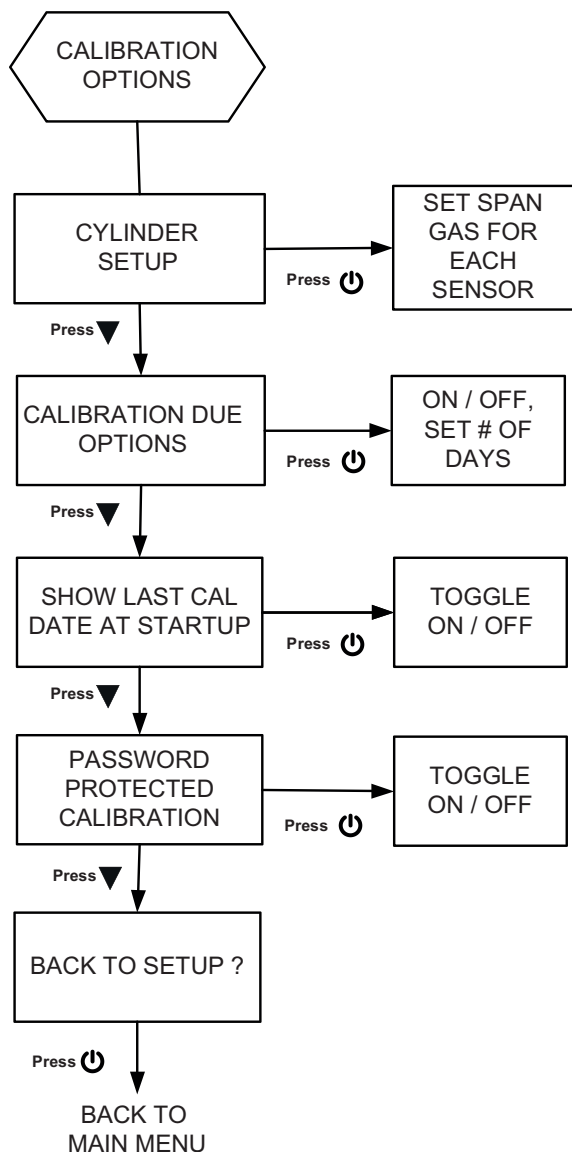 CALIBRATION
OPTIONS
CYLINDER
SETUP
Press
SET SPAN
GAS FOR
EACH
SENSOR
Press
CALIBRATION DUE
OPTIONS
Press
ON / OFF,
SET # OF
DAYS
Press
SHOW LAST CAL
DATE AT STARTUP
Press
TOGGLE
ON / OFF
Press
PASSWORD
PROTECTED
CALIBRATION
Press
TOGGLE
ON / OFF
Press
BACK TO SETUP ?
Press
BACK TO
MAIN MENU